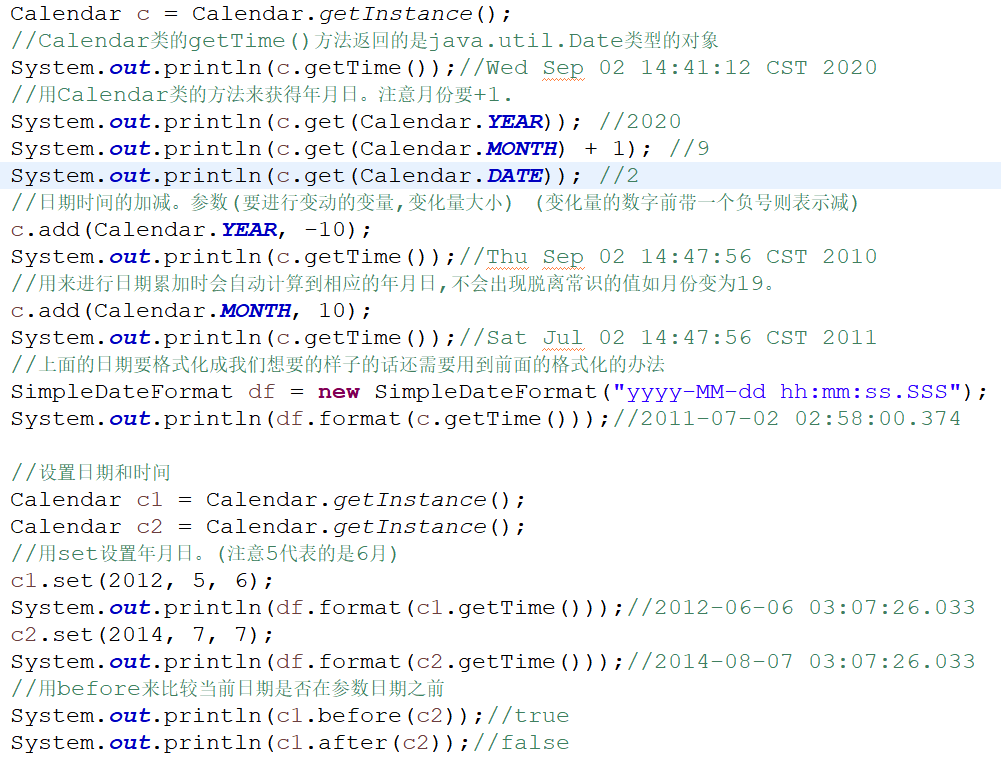 Calendar c = Calendar.getInstance();
//Calendar类的getTime()方法返回的是java.util.Date类型的对象
System.out.println(c.getTime());//Wed Sep 02 14:41:12 CST 2020
//用Calendar类的方法来获得年月日。注意月份要+1.
System.out.println(c.get(Calendar.YEAR)); //2020
System.out.println(c.get(Calendar.MONTH) + 1); //9
System.out.println(c.get(Calendar.DATE)); //2
//日期时间的加减。参数(要进行变动的变量,变化量大小) (变化量的数字前带一个负号则表示减)
c.add(Calendar.YEAR, -10);
System.out.println(c.getTime());//Thu Sep 02 14:47:56 CST 2010
//用来进行日期累加时会自动计算到相应的年月日,不会出现脱离常识的值如月份变为19。
c.add(Calendar.MONTH, 10);
System.out.println(c.getTime());//Sat Jul 02 14:47:56 CST 2011
//上面的日期要格式化成我们想要的样子的话还需要用到前面的格式化的办法
SimpleDateFormat df = new SimpleDateFormat("yyyy-MM-dd hh:mm:ss.SSS");
System.out.println(df.format(c.getTime()));//2011-07-02 02:58:00.374
//设置日期和时间
Calendar c1 = Calendar.getInstance();
Calendar c2 = Calendar.getInstance();
//用set设置年月日。(注意5代表的是6月)
c1.set(2012, 5, 6);
System.out.println(df.format(c1.getTime()));//2012-06-06 03:07:26.033
c2.set(2014, 7, 7);
System.out.println(df.format(c2.getTime()));//2014-08-07 03:07:26.033
//用before来比较当前日期是否在参数日期之前
System.out.println(c1.before(c2));//true
System.out.println(c1.after(c2));//false